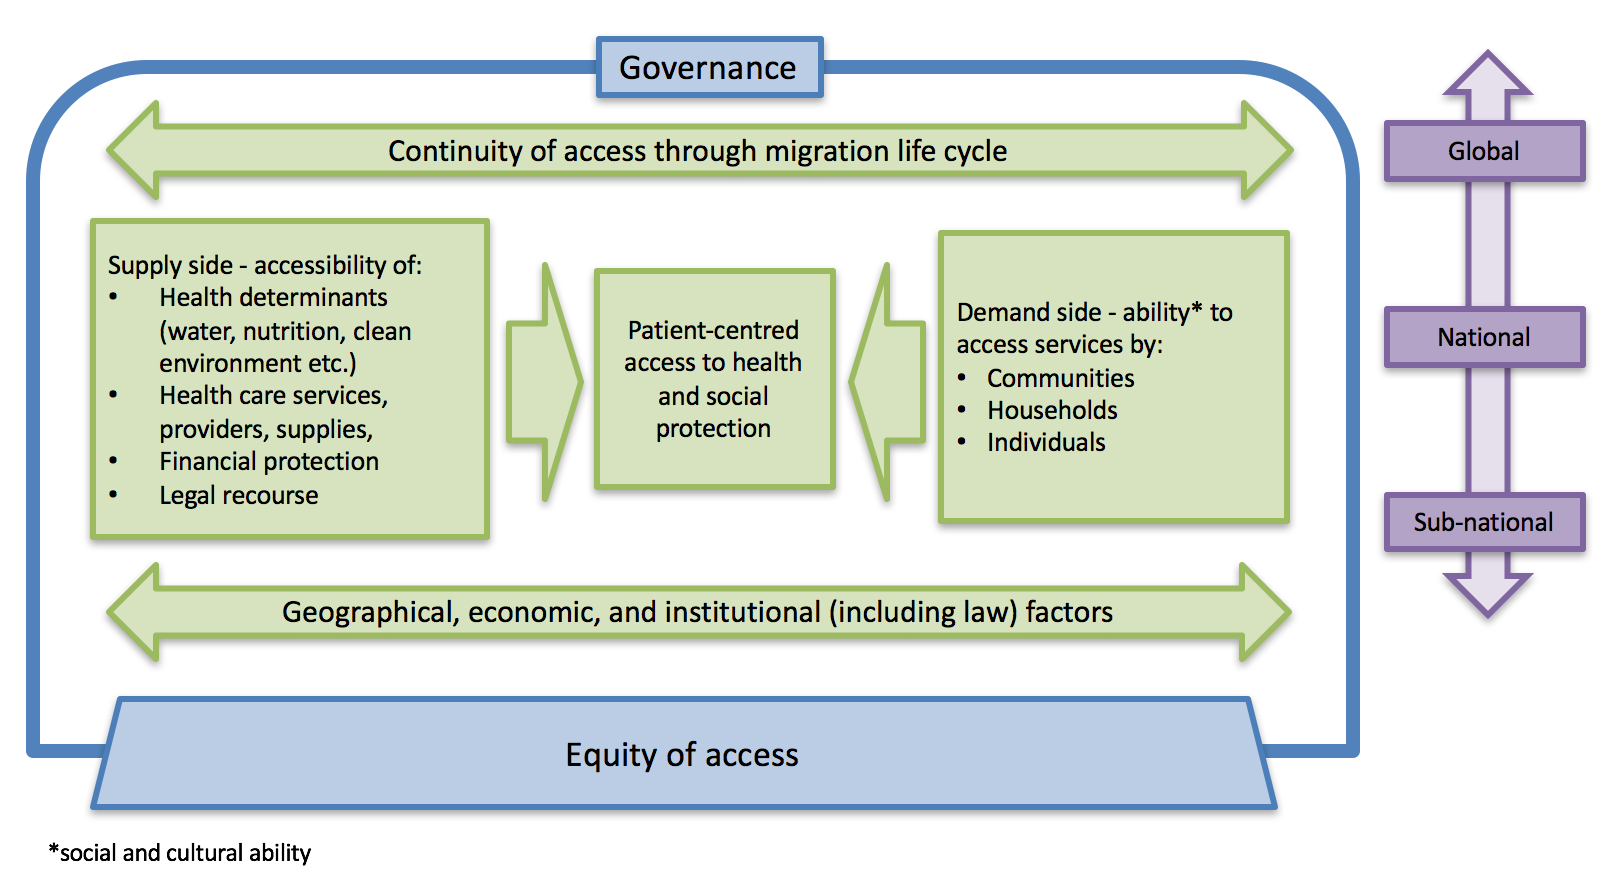 Governance
Continuity of access through migration life cycle
Global
Supply side - accessibility of:
• Health determinants
(water, nutrition, clean
environment etc.)
• Health care services,
providers, supplies,
• Financial protection
• Legal recourse
Patient-centred
access to health
and social
protection
Demand side - ability* to
access services by:
• Communities
• Households
• Individuals
National
Sub-national
Geographical, economic, and institutional (including law) factors
Equity of access
*social and cultural ability